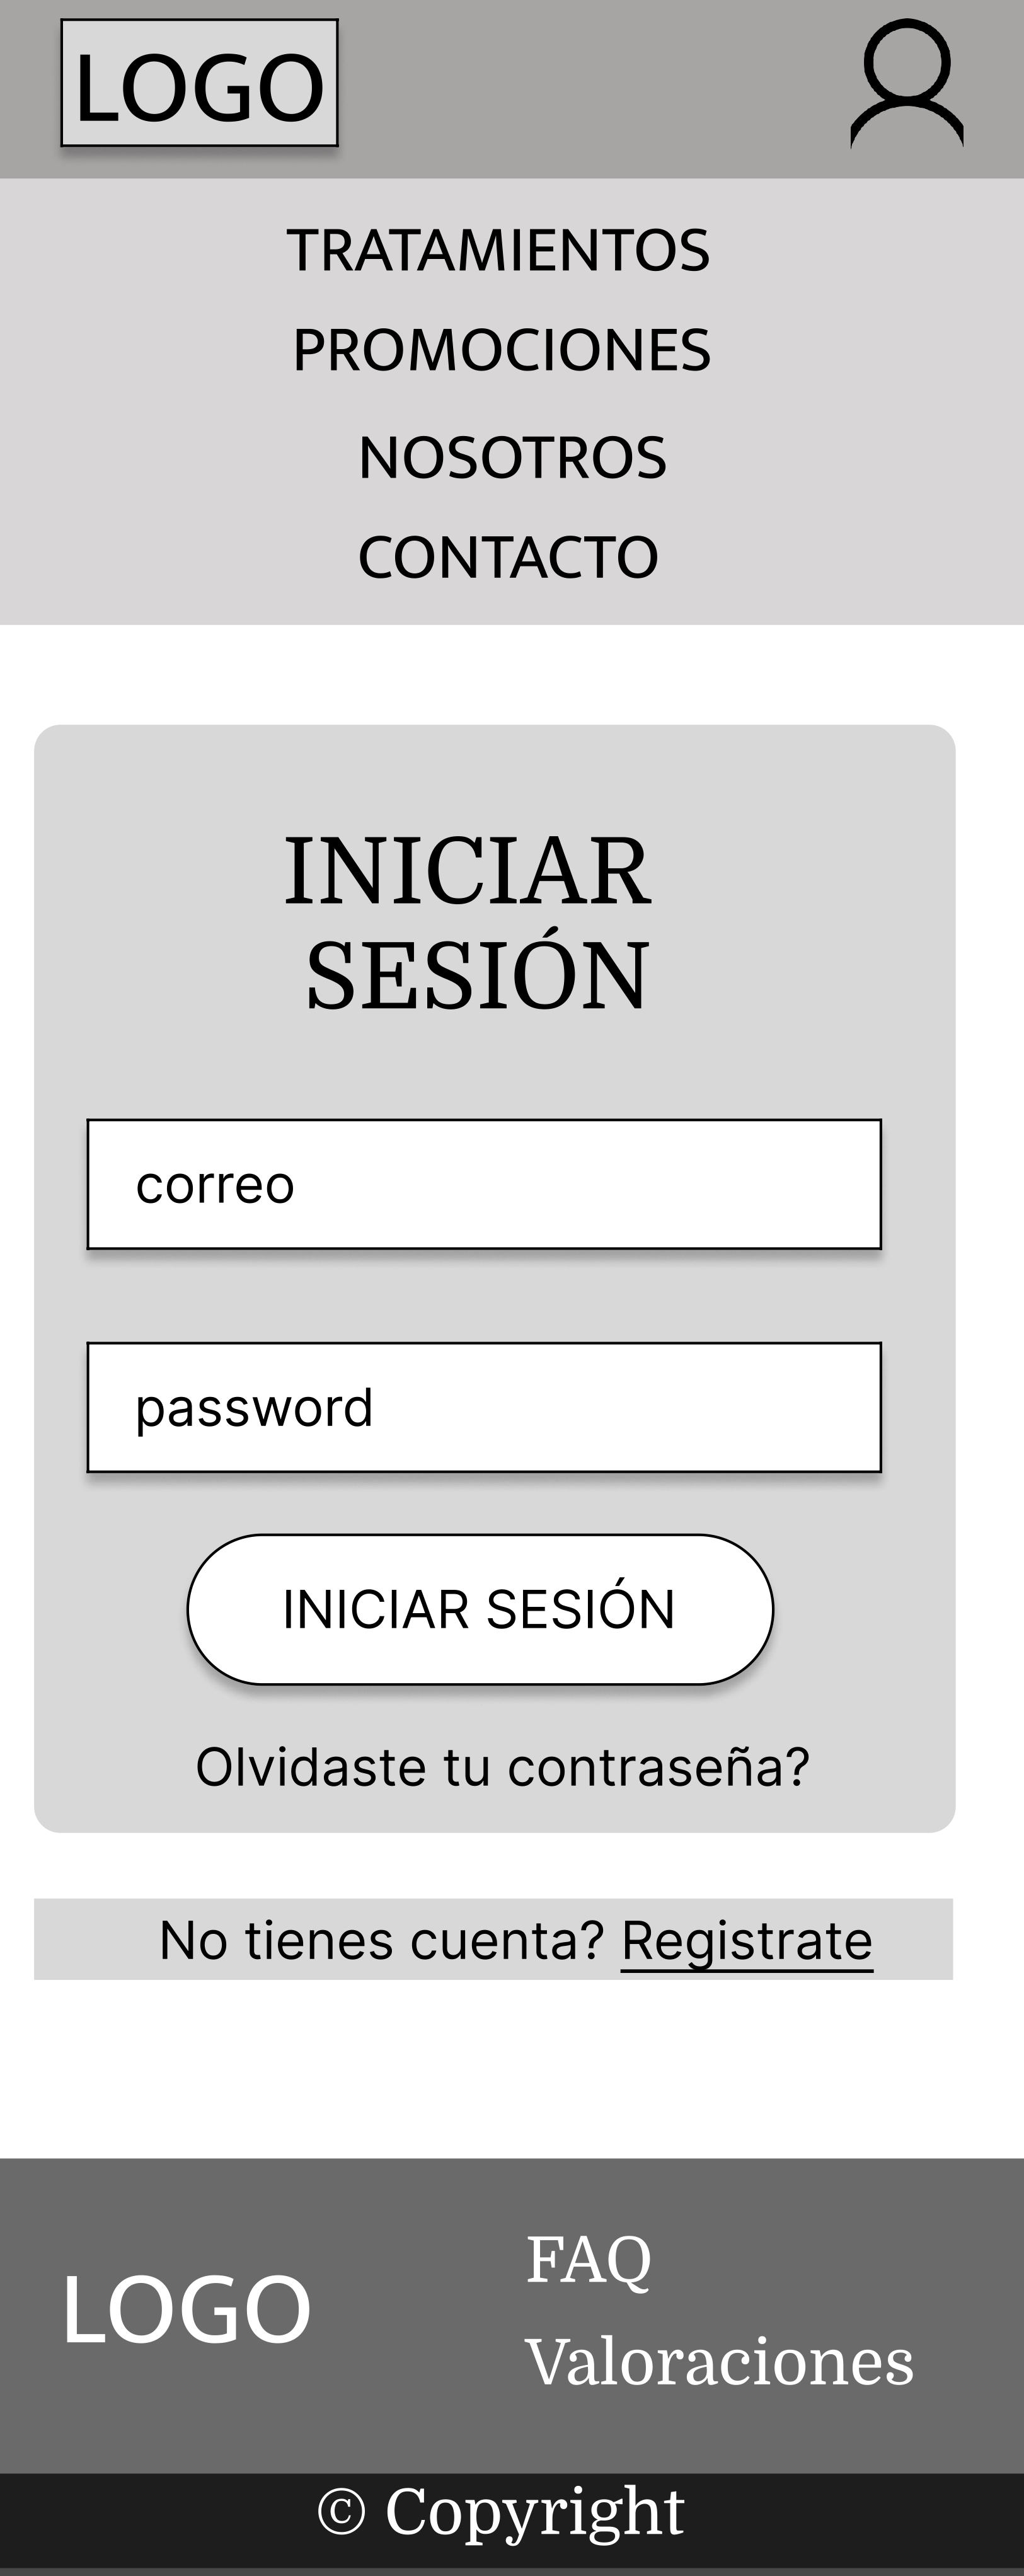 LOGO
TRATAMIENTOS
PROMOCIONES
NOSOTROS
CONTACTO
INICIAR
SESIÓN
correo
password
INICIAR SESIÓN
Olvidaste tu contraseña?
No tienes cuenta? Registrate
LOGO
FAQ
Valoraciones
© Copyright